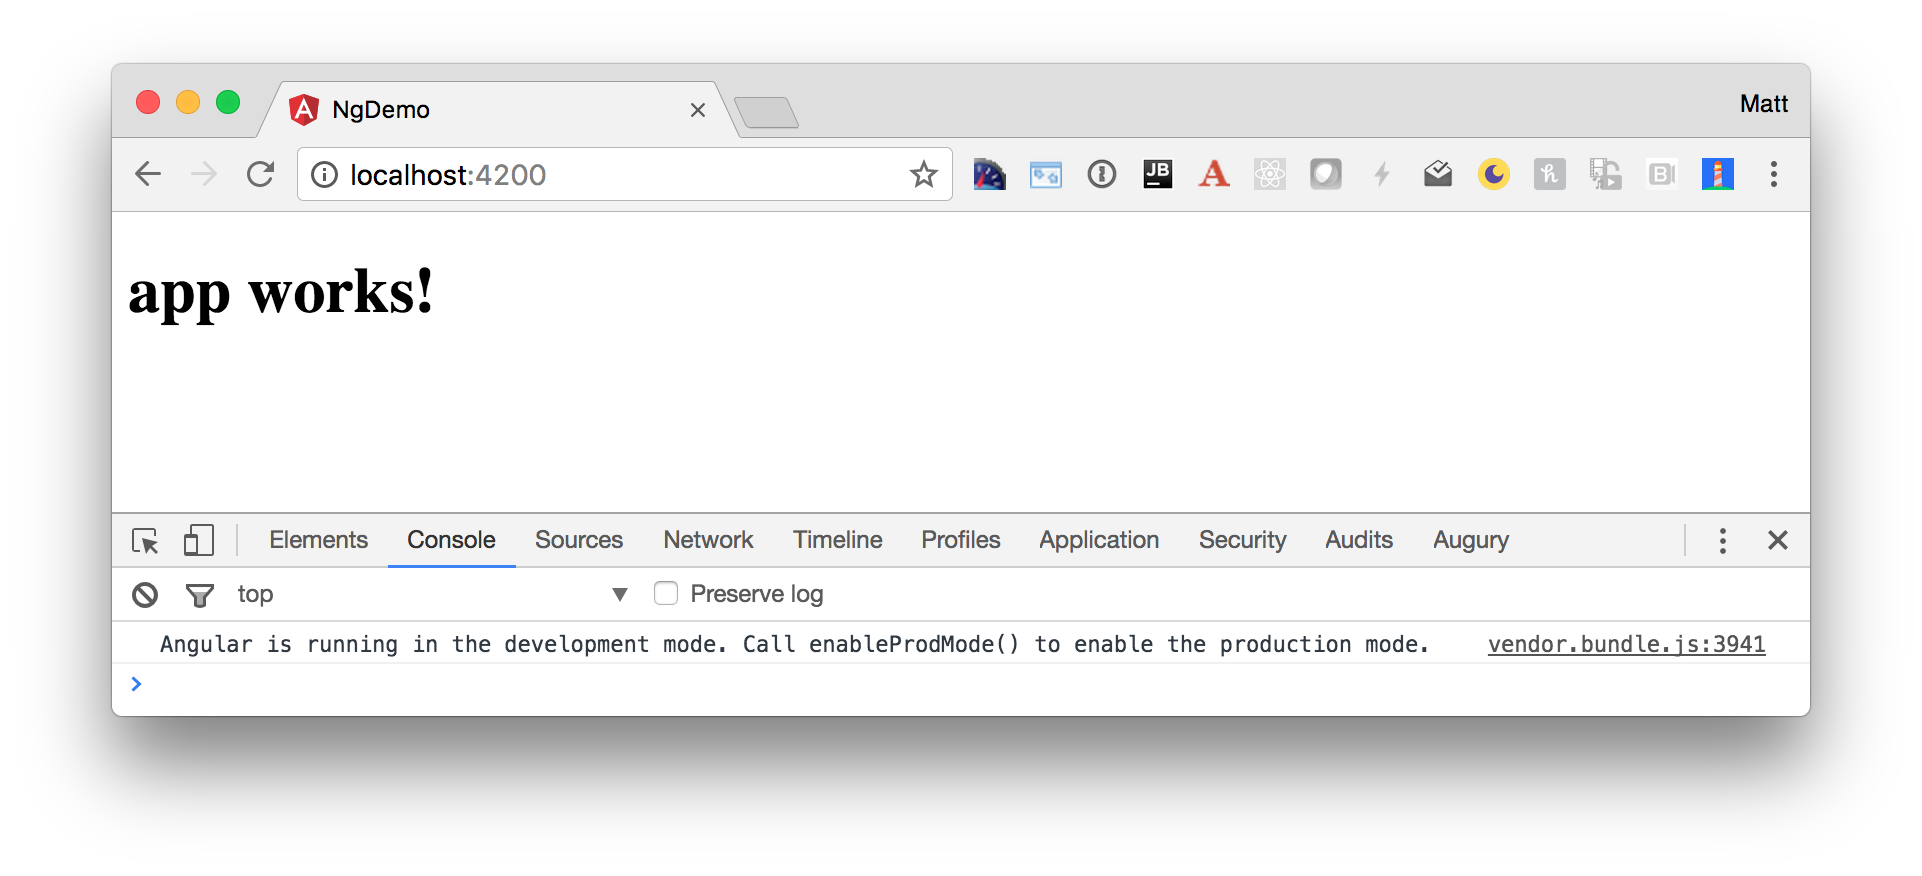 NgDemo
Matt
localhost:4200
JB
A
h
B
app works!
Elements Console Sources Network Timeline Profiles Application Security Audits Augury
top Preserve log
Angular is running in the development mode. Call enableProdMode() to enable the production mode. vendor.bundle.js:3941